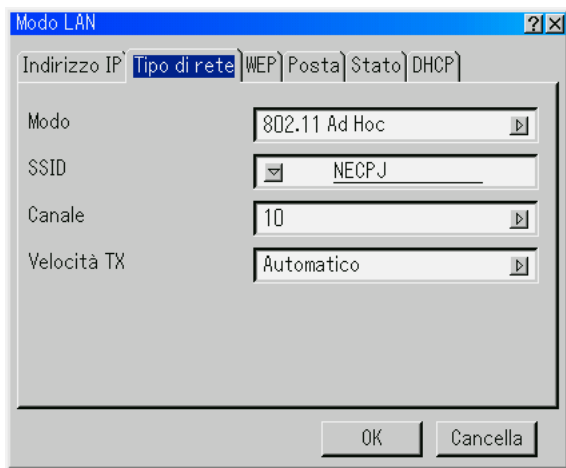 Modo LAN
Indirizzo IP Tipo di rete WEP Posta Stato DHCP
Modo 802.11 Ad Hoc
SSID NECPJ
Canale 10
Velocità TX Automatico
OK Cancella